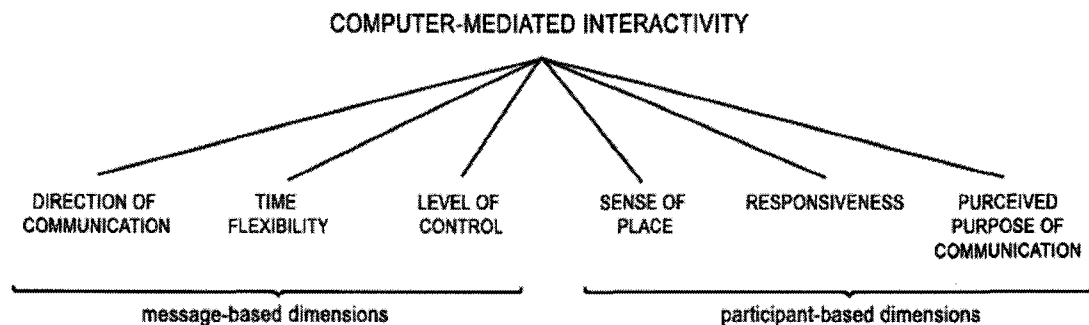 COMPUTER-MEDIATED INTERACTIVITY
DIRECTION OF
COMMUNICATION
TIME
FLEXIBILITY
LEVEL OF
CONTROL
SENSE OF
PLACE
RESPONSIVENESS
PURCEIVED
PURPOSE OF
COMMUNICATION
message-based dimensions
participant-based dimensions